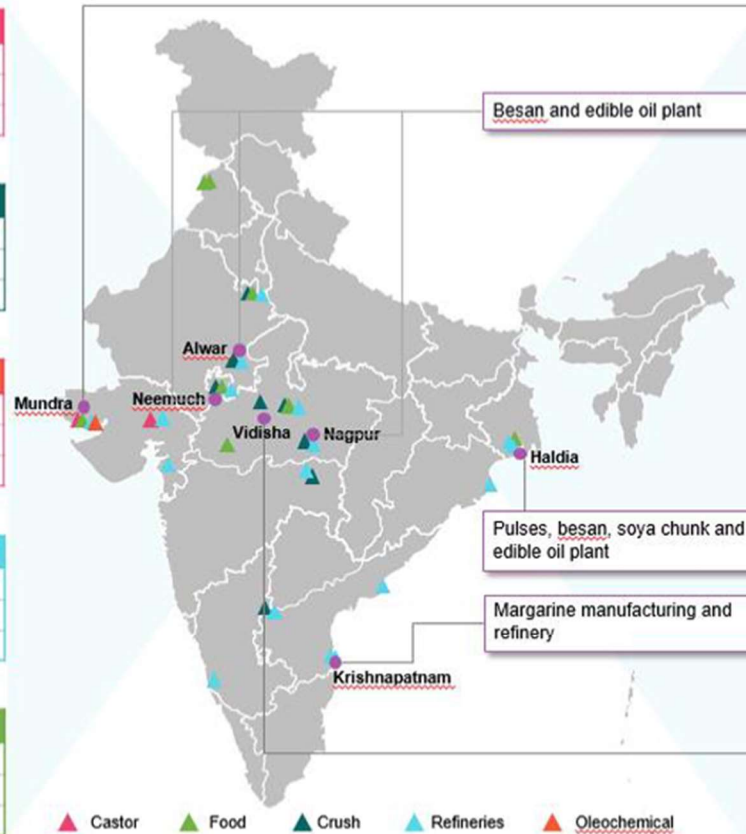 Besan and edible oil plant
Alwar
Mundra
Neemuch
Vidisha
Nagpur
Haldia
Pulses, besan, soya chunk and
edible oil plant
Margarine manufacturing and
refinery
Krishnapatnam
Castor
Food
Crush
Refineries
Oleochemical